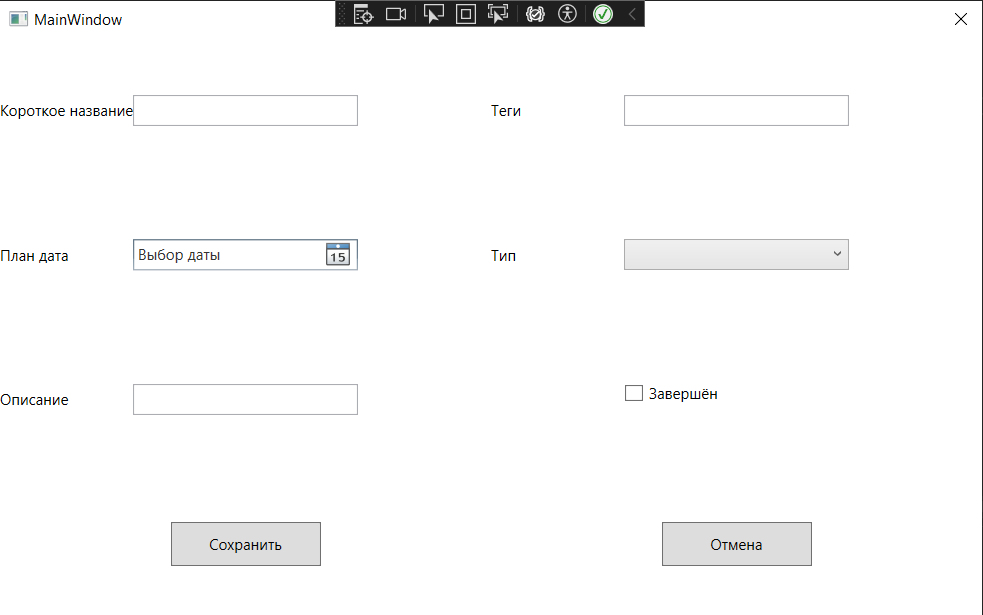 MainWindow
Короткое название
Теги
План дата
Выбор даты
15
Тип
Описание
Завершён
Сохранить
Отмена